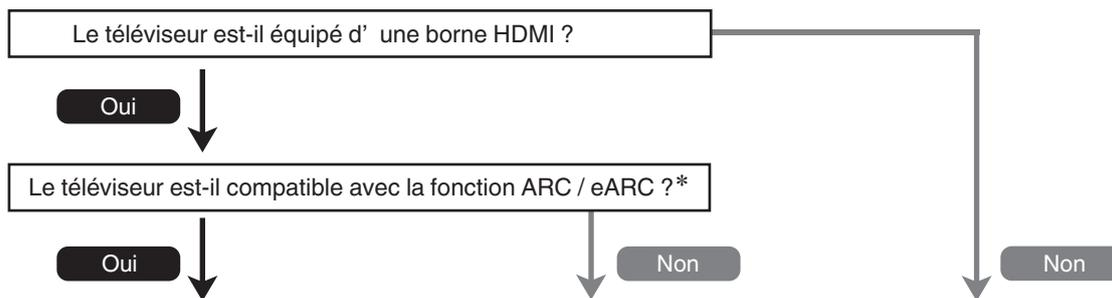 Le téléviseur est-il équipé d’ une borne HDMI ?
Oui
Le téléviseur est-il compatible avec la fonction ARC / eARC ?*
Oui
Non
Non